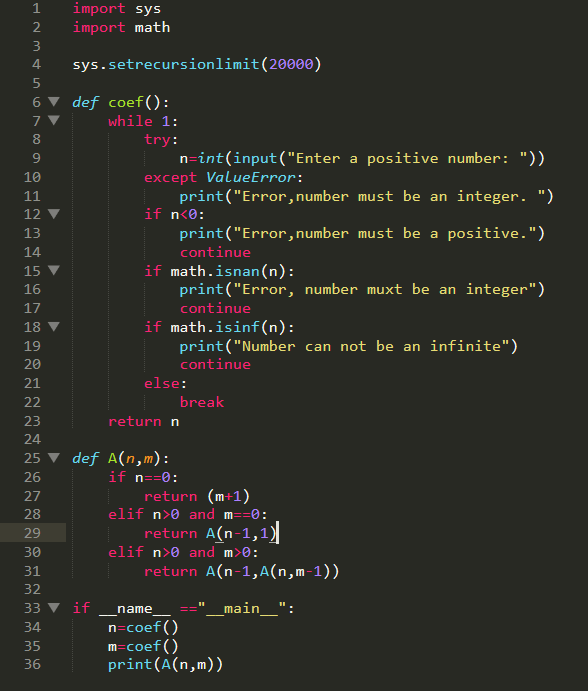 1 import sys
2 import math
3
4 sys.setrecursionlimit(20000)
5
6 def coef():
7     while 1:
8         try:
9             n=int(input("Enter a positive number: "))
10         except ValueError:
11             print("Error,number must be an integer. ")
12         if n<0:
13             print("Error,number must be a positive.")
14             continue
15         if math.isnan(n):
16             print("Error, number muxt be an integer")
17             continue
18         if math.isinf(n):
19             print("Number can not be an infinite")
20             continue
21         else:
22             break
23     return n
24
25 def A(n,m):
26     if n==0:
27         return (m+1)
28     elif n>0 and m==0:
29         return A(n-1,1)
30     elif n>0 and m>0:
31         return A(n-1,A(n,m-1))
32
33 if __name__ =="__main__":
34     n=coef()
35     m=coef()
36     print(A(n,m))